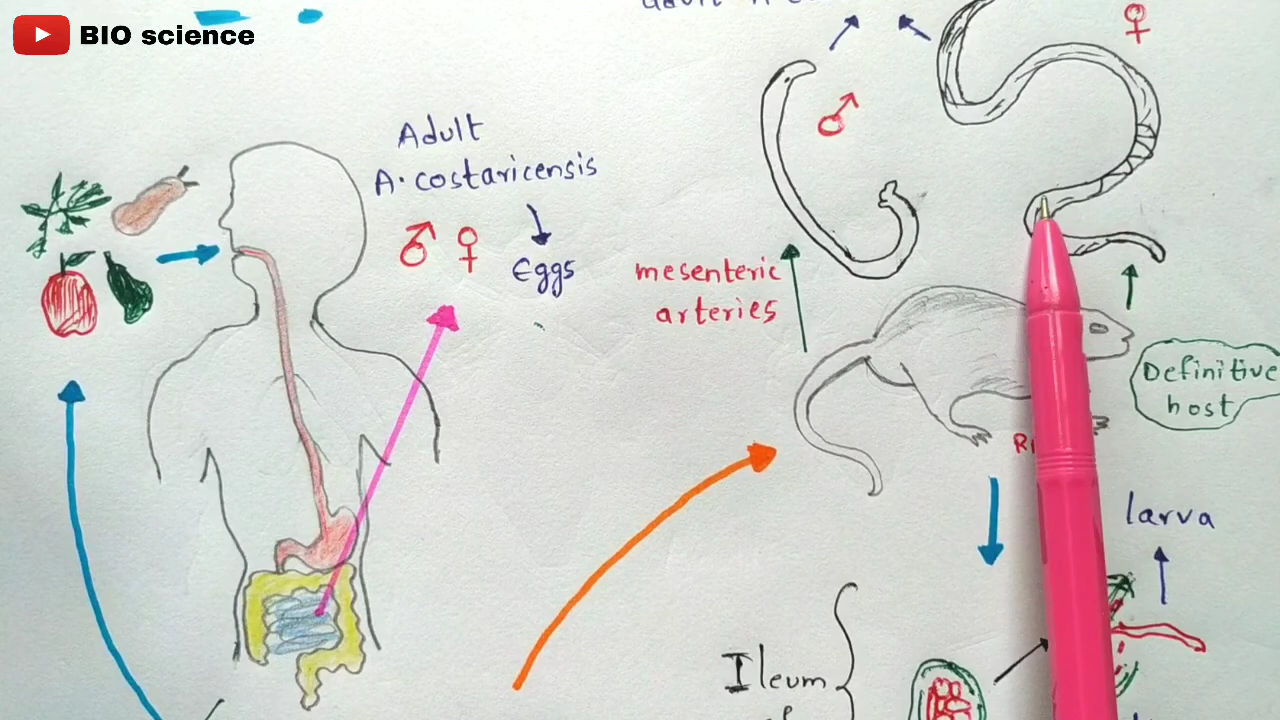 BIO science
Adult
A. costaricensis
♂ ♀
Eggs
♂
♀
mesenteric
arteries
Definitive
host
larva
Ileum